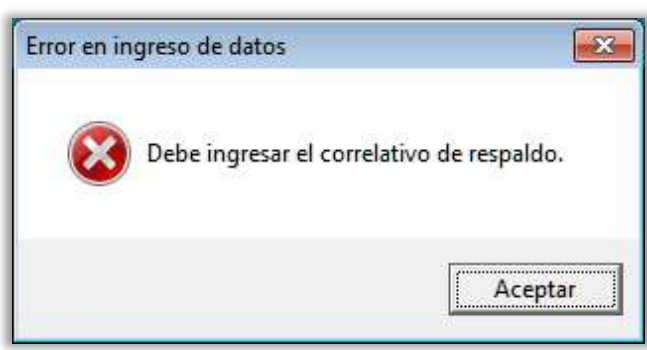 Error en ingreso de datos
Debe ingresar el correlativo de respaldo.
Aceptar